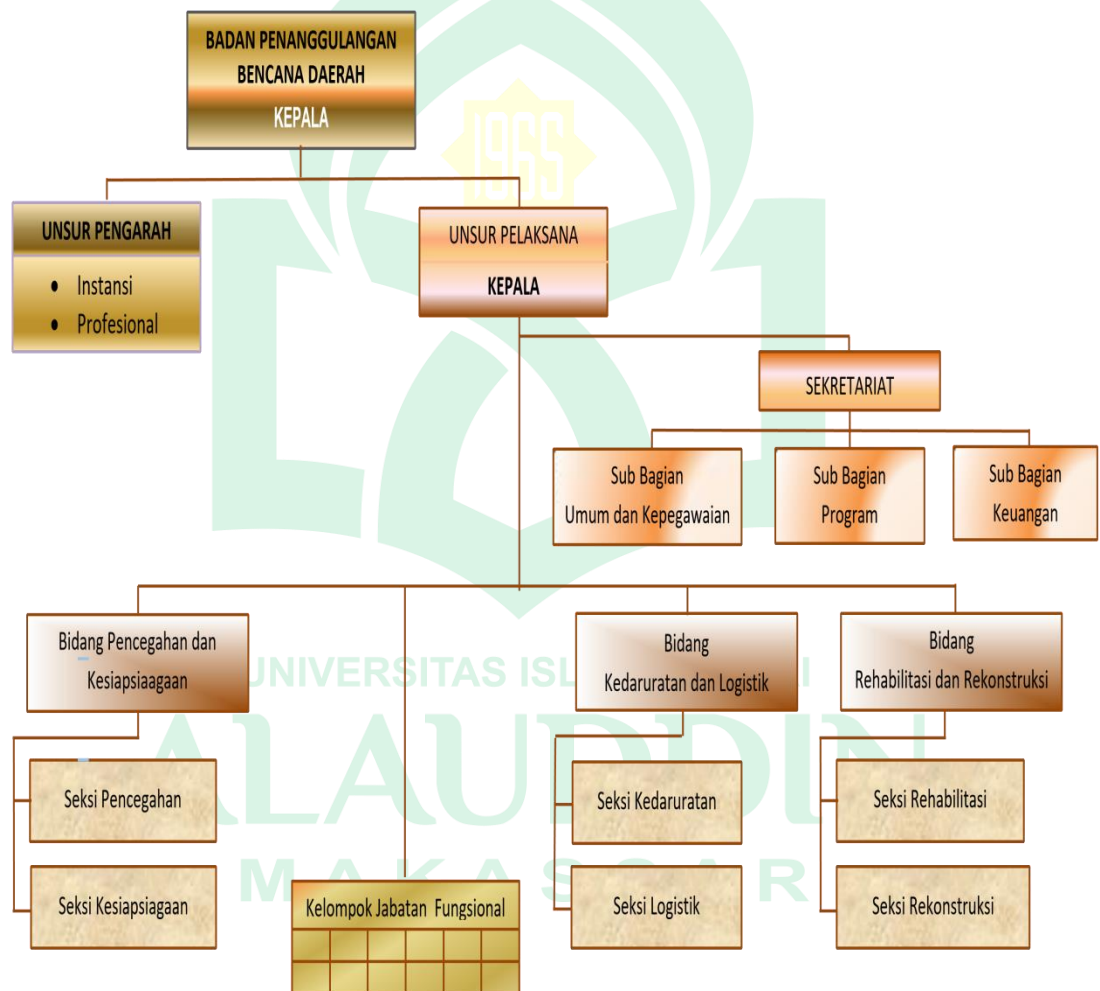 BADAN PENANGGULANGAN
BENCANA DAERAH
KEPALA
1965
UNSUR PENGARAH
• Instansi
• Profesional
UNSUR PELAKSANA
KEPALA
SEKRETARIAT
Sub Bagian
Umum dan Kepegawaian
Sub Bagian
Program
Sub Bagian
Keuangan
Bidang Pencegahan dan
Kesiapsiaagaan
Bidang
Kedaruratan dan Logistik
Bidang
Rehabilitasi dan Rekonstruksi
UNIVERSITAS
ALAUDDIN
MAKASSAR
Seksi Pencegahan
Seksi Kesiapsiagaan
Kelompok Jabatan Fungsional
Seksi Kedaruratan
Seksi Logistik
Seksi Rehabilitasi
Seksi Rekonstruksi